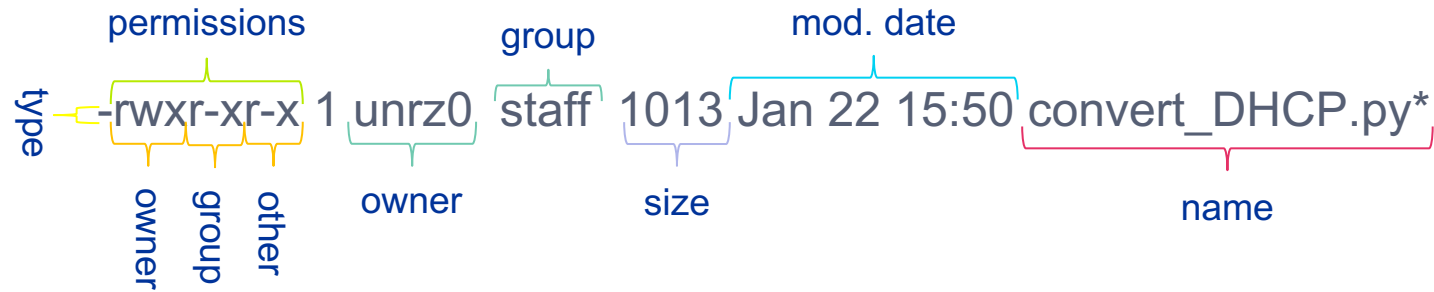 permissions group mod. date
type -rwxr-xr-x 1 unrz0 staff 1013 Jan 22 15:50 convert_DHCP.py*
owner group other owner size name